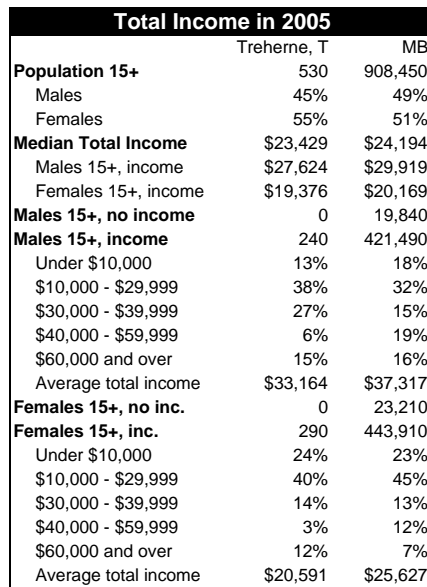 Total Income in 2005
Treherne, T MB
Population 15+ 530 908,450
Males 45% 49%
Females 55% 51%
Median Total Income $23,429 $24,194
Males 15+, income $27,624 $29,919
Females 15+, income $19,376 $20,169
Males 15+, no income 0 19,840
Males 15+, income 240 421,490
Under $10,000 13% 18%
$10,000 - $29,999 38% 32%
$30,000 - $39,999 27% 15%
$40,000 - $59,999 6% 19%
$60,000 and over 15% 16%
Average total income $33,164 $37,317
Females 15+, no inc. 0 23,210
Females 15+, inc. 290 443,910
Under $10,000 24% 23%
$10,000 - $29,999 40% 45%
$30,000 - $39,999 14% 13%
$40,000 - $59,999 3% 12%
$60,000 and over 12% 7%
Average total income $20,591 $25,627